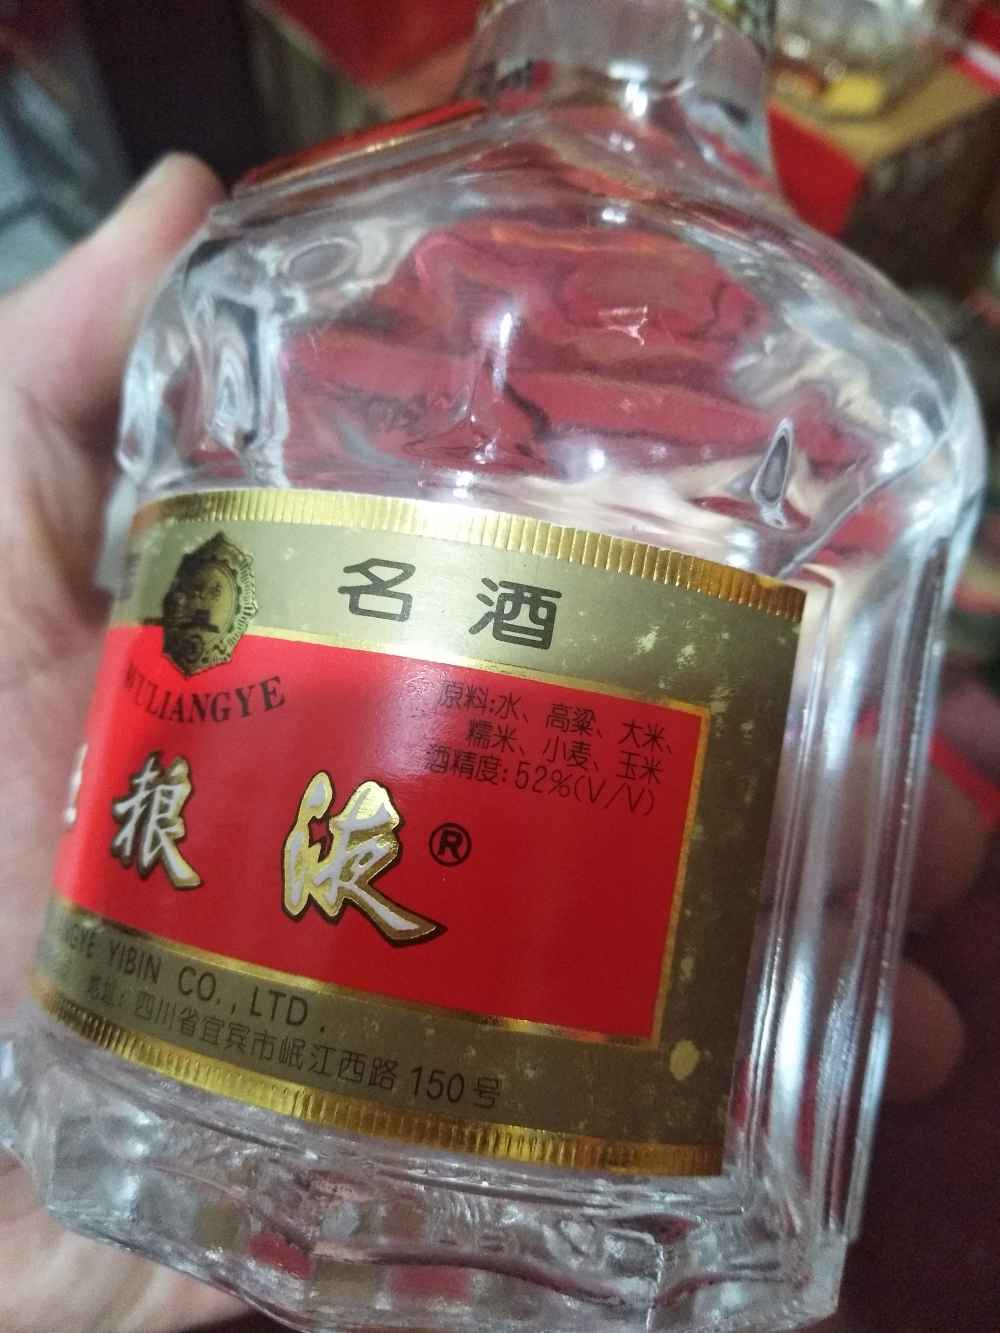 名酒
WULIANGYE
原料:水、高粱、大米、
糯米、小麦、玉米
酒精度:52%(V/V)
粮液®
YIBIN CO.,LTD.
地址:四川省宜宾市岷江西路150号